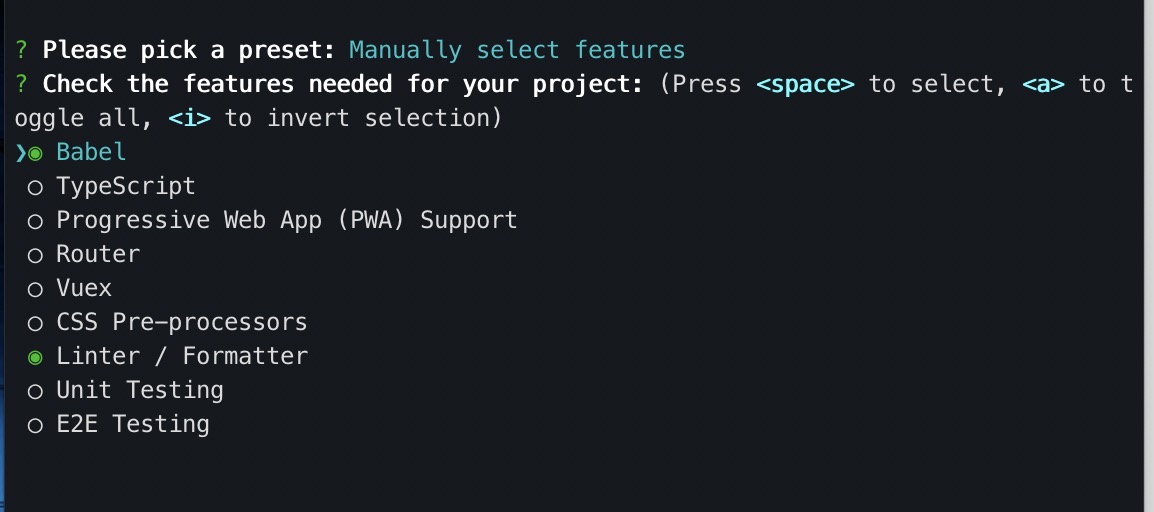 ? Please pick a preset: Manually select features
? Check the features needed for your project: (Press <space> to select, <a> to t
oggle all, <i> to invert selection)
❯◉ Babel
◯ TypeScript
◯ Progressive Web App (PWA) Support
◯ Router
◯ Vuex
◯ CSS Pre-processors
◉ Linter / Formatter
◯ Unit Testing
◯ E2E Testing